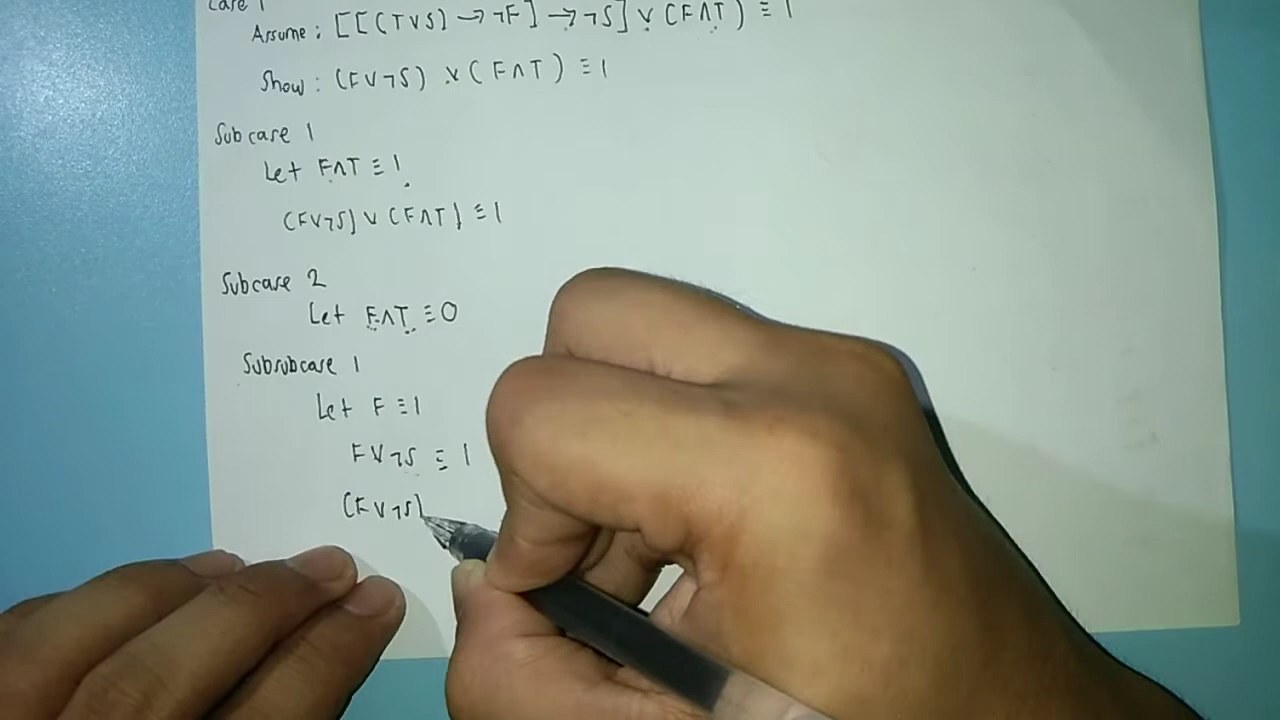 Case 1
Assume : [[(T∨S) → ¬F] → ¬S] ∨ (F∧T) ≡ 1
Show : (F∨¬S) ∨ (F∧T) ≡ 1
Subcase 1
Let F∧T ≡ 1
(F∨¬S) ∨ (F∧T) ≡ 1
Subcase 2
Let F∧T ≡ 0
Subsubcase 1
Let F ≡ 1
F∨¬S ≡ 1
(F∨¬S)